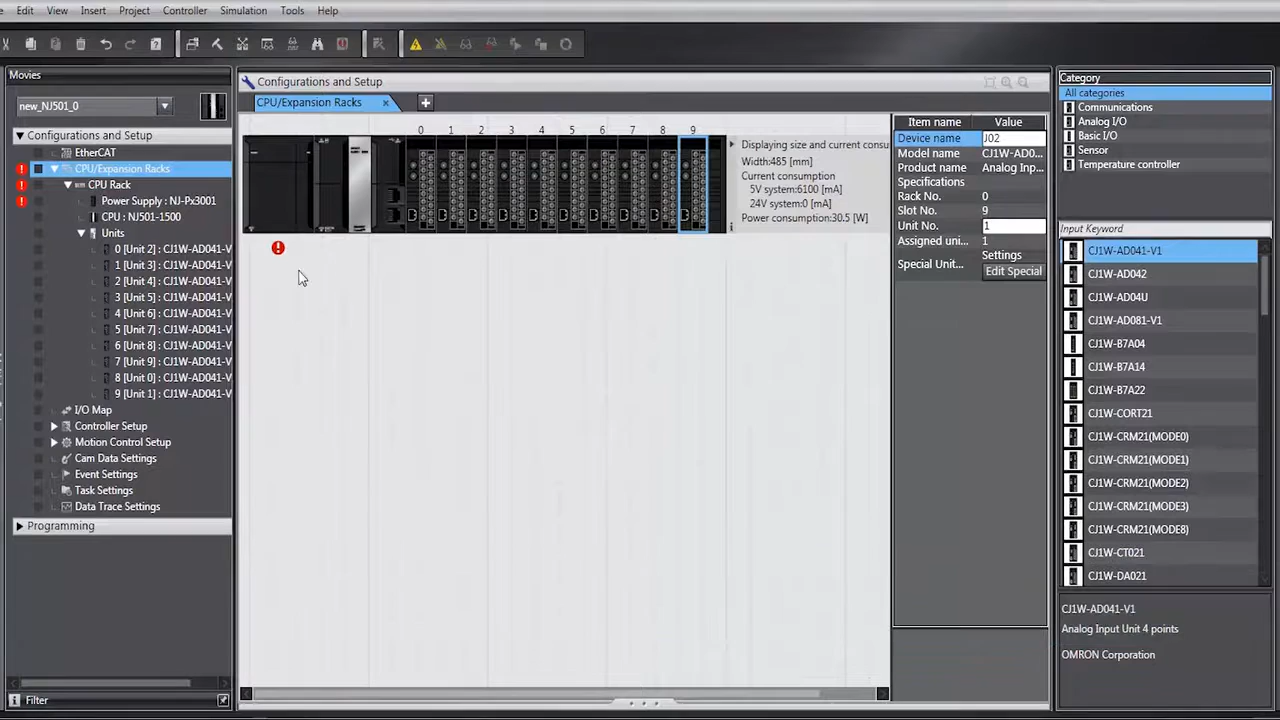 Edit View Insert Project Controller Simulation Tools Help
Movies
new_NJ501_0
Configurations and Setup
EtherCAT
CPU/Expansion Racks
CPU Rack
Power Supply : NJ-Px3001
CPU : NJ501-1500
Units
0 [Unit 2] : CJ1W-AD041-V
1 [Unit 3] : CJ1W-AD041-V
2 [Unit 4] : CJ1W-AD041-V
3 [Unit 5] : CJ1W-AD041-V
4 [Unit 6] : CJ1W-AD041-V
5 [Unit 7] : CJ1W-AD041-V
6 [Unit 8] : CJ1W-AD041-V
7 [Unit 9] : CJ1W-AD041-V
8 [Unit 0] : CJ1W-AD041-V
9 [Unit 1] : CJ1W-AD041-V
I/O Map
Controller Setup
Motion Control Setup
Cam Data Settings
Event Settings
Task Settings
Data Trace Settings
Programming
Filter
Configurations and Setup
CPU/Expansion Racks
0 1 2 3 4 5 6 7 8 9
Displaying size and current consu
Width:485 [mm]
Current consumption
5V system:6100 [mA]
24V system:0 [mA]
Power consumption:30.5 [W]
Item name Value
Device name J02
Model name CJ1W-AD0...
Product name Analog Inp...
Specifications
Rack No. 0
Slot No. 9
Unit No. 1
Assigned uni... 1
Special Unit... Settings
Edit Special
Category
All categories
Communications
Analog I/O
Basic I/O
Sensor
Temperature controller
Input Keyword
CJ1W-AD041-V1
CJ1W-AD042
CJ1W-AD04U
CJ1W-AD081-V1
CJ1W-B7A04
CJ1W-B7A14
CJ1W-B7A22
CJ1W-CORT21
CJ1W-CRM21(MODE0)
CJ1W-CRM21(MODE1)
CJ1W-CRM21(MODE2)
CJ1W-CRM21(MODE3)
CJ1W-CRM21(MODE8)
CJ1W-CT021
CJ1W-DA021
CJ1W-AD041-V1
Analog Input Unit 4 points
OMRON Corporation